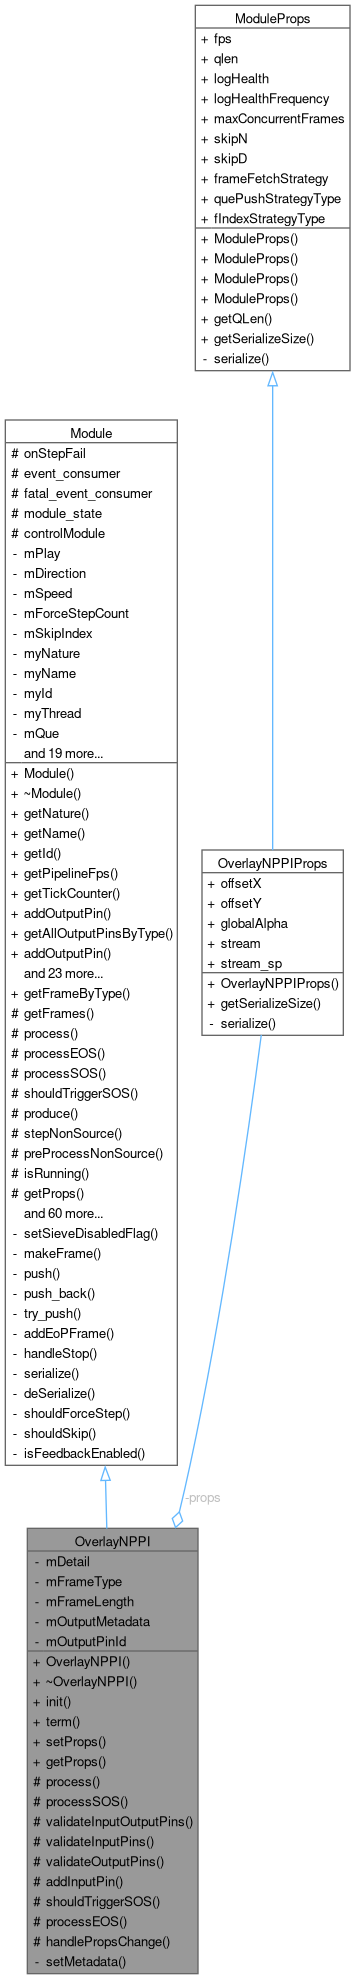 ModuleProps
+ fps
+ qlen
+ logHealth
+ logHealthFrequency
+ maxConcurrentFrames
+ skipN
+ skipD
+ frameFetchStrategy
+ quePushStrategyType
+ fIndexStrategyType
+ ModuleProps()
+ ModuleProps()
+ ModuleProps()
+ ModuleProps()
+ getQLen()
+ getSerializeSize()
- serialize()
Module
# onStepFail
# event_consumer
# fatal_event_consumer
# module_state
# controlModule
- mPlay
- mDirection
- mSpeed
- mForceStepCount
- mSkipIndex
- myNature
- myName
- myId
- myThread
- mQue
and 19 more...
+ Module()
+ ~Module()
+ getNature()
+ getName()
+ getId()
+ getPipelineFps()
+ getTickCounter()
+ addOutputPin()
+ getAllOutputPinsByType()
+ addOutputPin()
and 23 more...
+ getFrameByType()
# getFrames()
# process()
# processEOS()
# processSOS()
# shouldTriggerSOS()
# produce()
# stepNonSource()
# preProcessNonSource()
# isRunning()
# getProps()
and 60 more...
- setSieveDisabledFlag()
- makeFrame()
- push()
- push_back()
- try_push()
- addEoPFrame()
- handleStop()
- serialize()
- deSerialize()
- shouldForceStep()
- shouldSkip()
- isFeedbackEnabled()
OverlayNPPIProps
+ offsetX
+ offsetY
+ globalAlpha
+ stream
+ stream_sp
+ OverlayNPPIProps()
+ getSerializeSize()
- serialize()
-props
OverlayNPPI
- mDetail
- mFrameType
- mFrameLength
- mOutputMetadata
- mOutputPinId
+ OverlayNPPI()
+ ~OverlayNPPI()
+ init()
+ term()
+ setProps()
+ getProps()
# process()
# processSOS()
# validateInputOutputPins()
# validateInputPins()
# validateOutputPins()
# addInputPin()
# shouldTriggerSOS()
# processEOS()
# handlePropsChange()
- setMetadata()